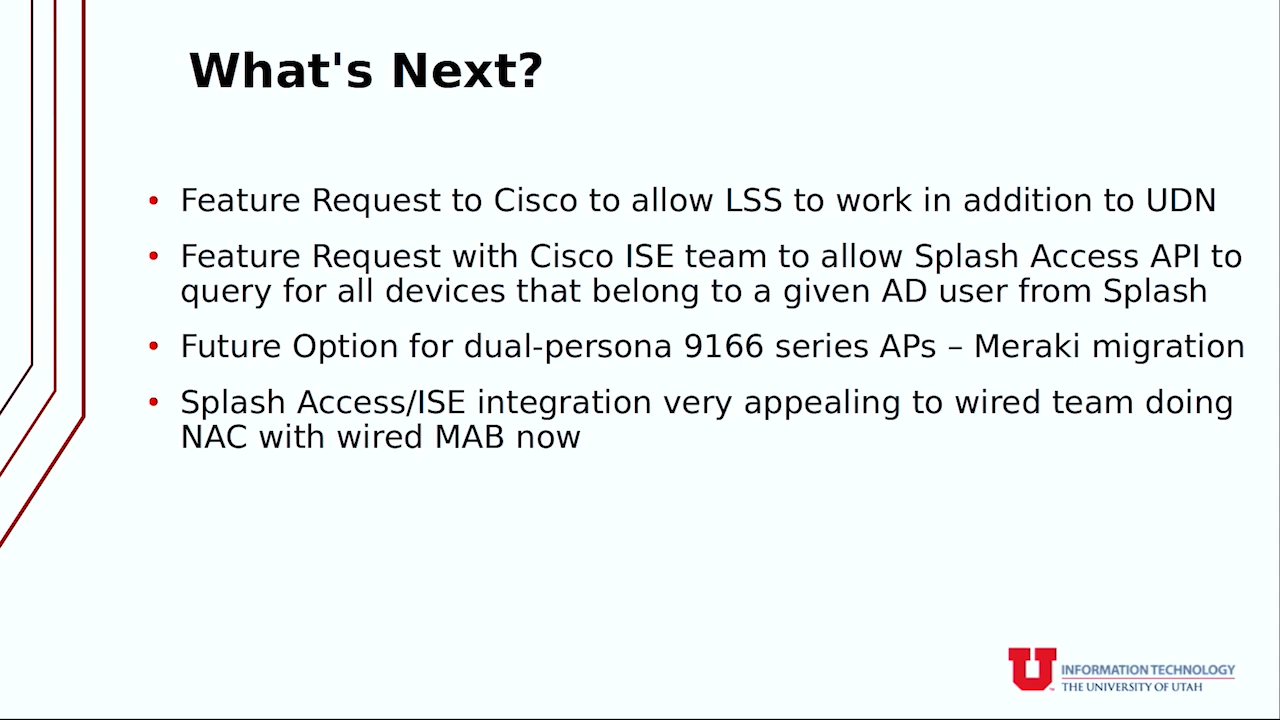 What's Next?
• Feature Request to Cisco to allow LSS to work in addition to UDN
• Feature Request with Cisco ISE team to allow Splash Access API to
query for all devices that belong to a given AD user from Splash
• Future Option for dual-persona 9166 series APs – Meraki migration
• Splash Access/ISE integration very appealing to wired team doing
NAC with wired MAB now
U
INFORMATION TECHNOLOGY
THE UNIVERSITY OF UTAH